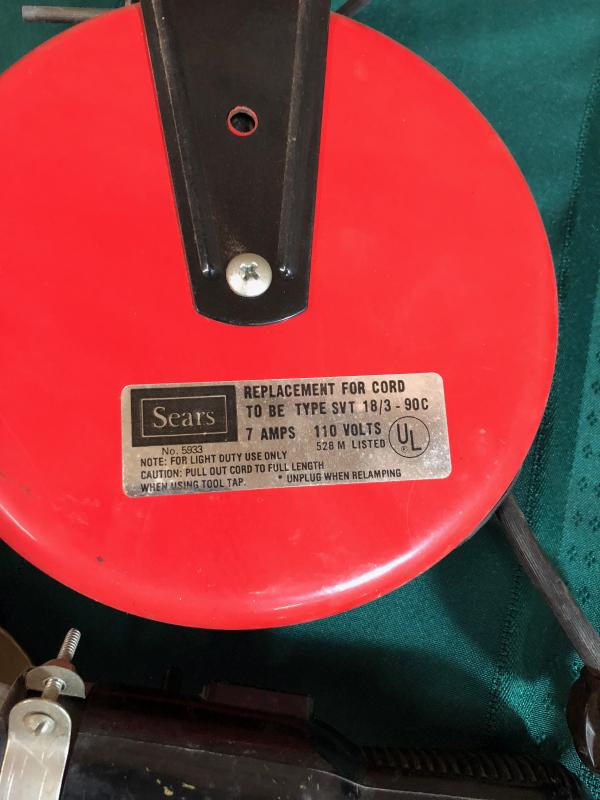 Sears
No. 5933
REPLACEMENT FOR CORD
TO BE TYPE SVT 18/3 - 90C
7 AMPS 110 VOLTS
528 M LISTED
UL
NOTE: FOR LIGHT DUTY USE ONLY
CAUTION: PULL OUT CORD TO FULL LENGTH
WHEN USING TOOL TAP. * UNPLUG WHEN RELAMPING